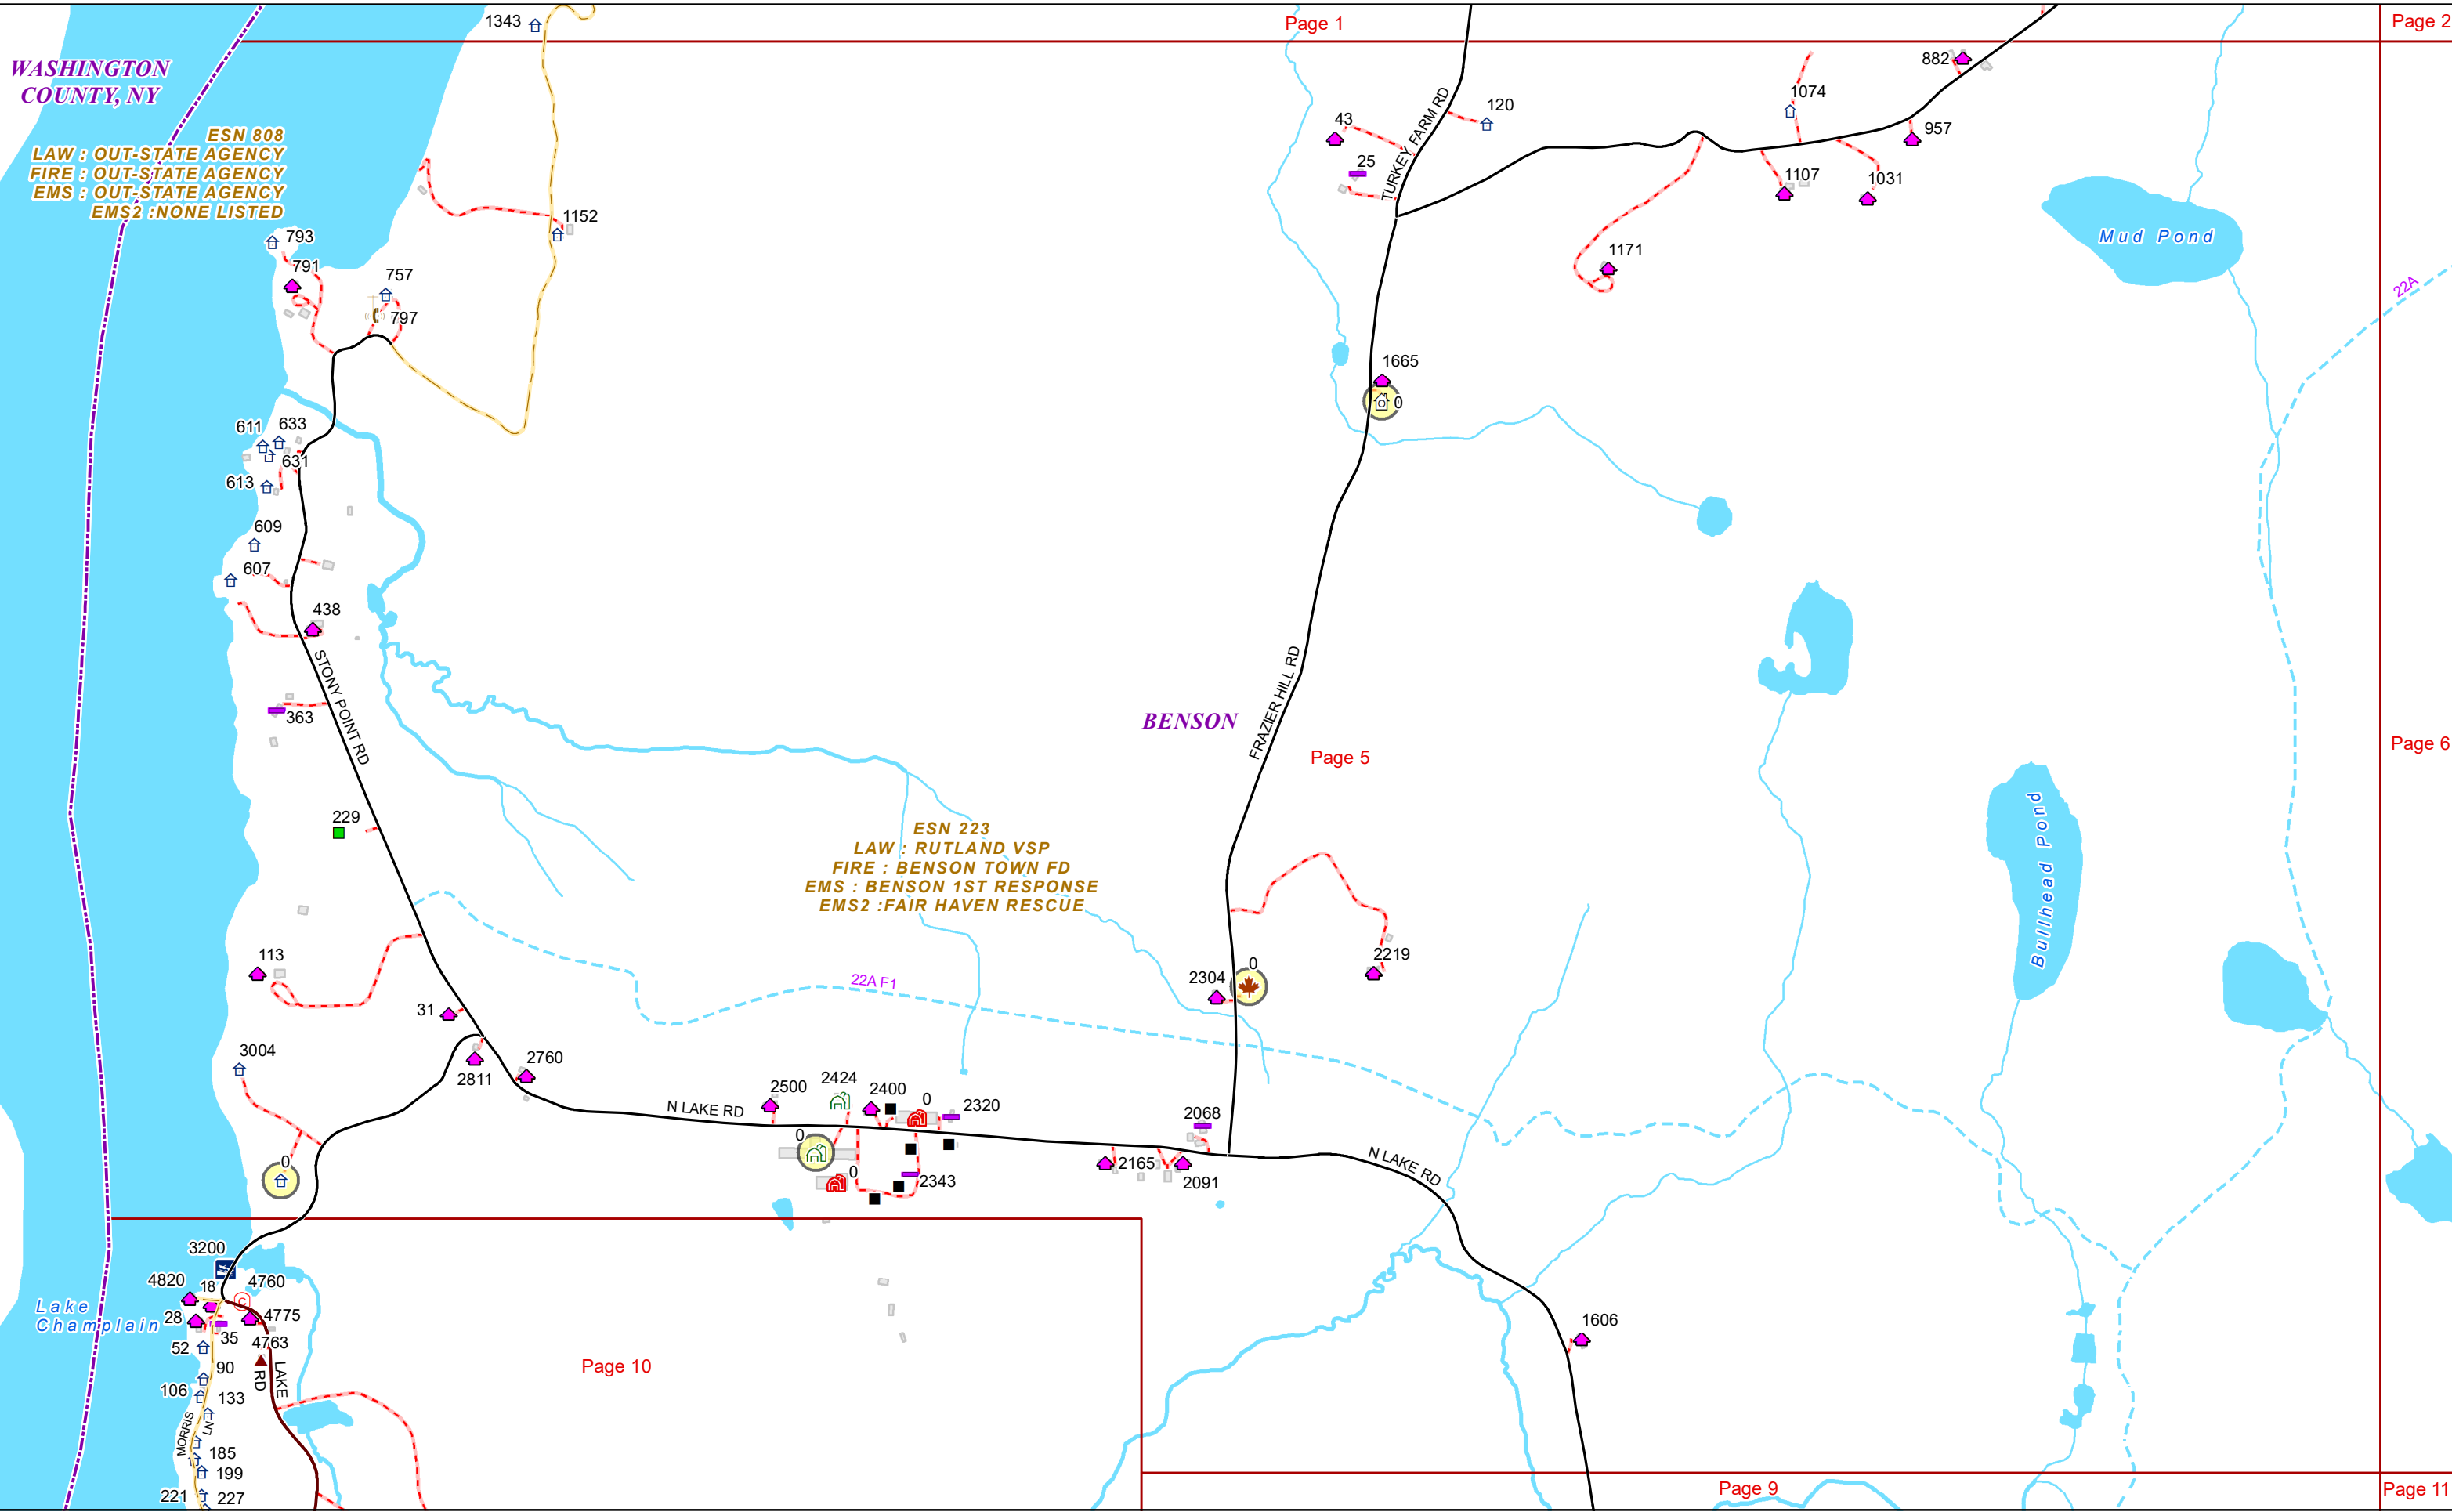 1343
Page 1
Page 2
WASHINGTON
COUNTY, NY
882
1074
120
43
TURKEY FARM RD
957
ESN 808
LAW : OUT-STATE AGENCY
FIRE : OUT-STATE AGENCY
EMS : OUT-STATE AGENCY
EMS2 :NONE LISTED
25
1107
1031
1152
793
Mud Pond
1171
791
757
22A
797
1665
0
611
633
631
613
609
607
438
STONY POINT RD
FRAZIER HILL RD
363
BENSON
Page 5
Page 6
229
Bullhead Pond
ESN 223
LAW : RUTLAND VSP
FIRE : BENSON TOWN FD
EMS : BENSON 1ST RESPONSE
EMS2 :FAIR HAVEN RESCUE
113
2219
2304
0
22A F1
31
3004
2811
2760
2500
2424
2400
0
2320
N LAKE RD
2068
0
0
2343
2165
2091
N LAKE RD
0
3200
4820
18
4760
Lake
Champlain
28
4775
35
4763
52
1606
90
LAKE
RD
Page 10
106
133
MORRIS
LN
185
199
221
227
Page 9
Page 11